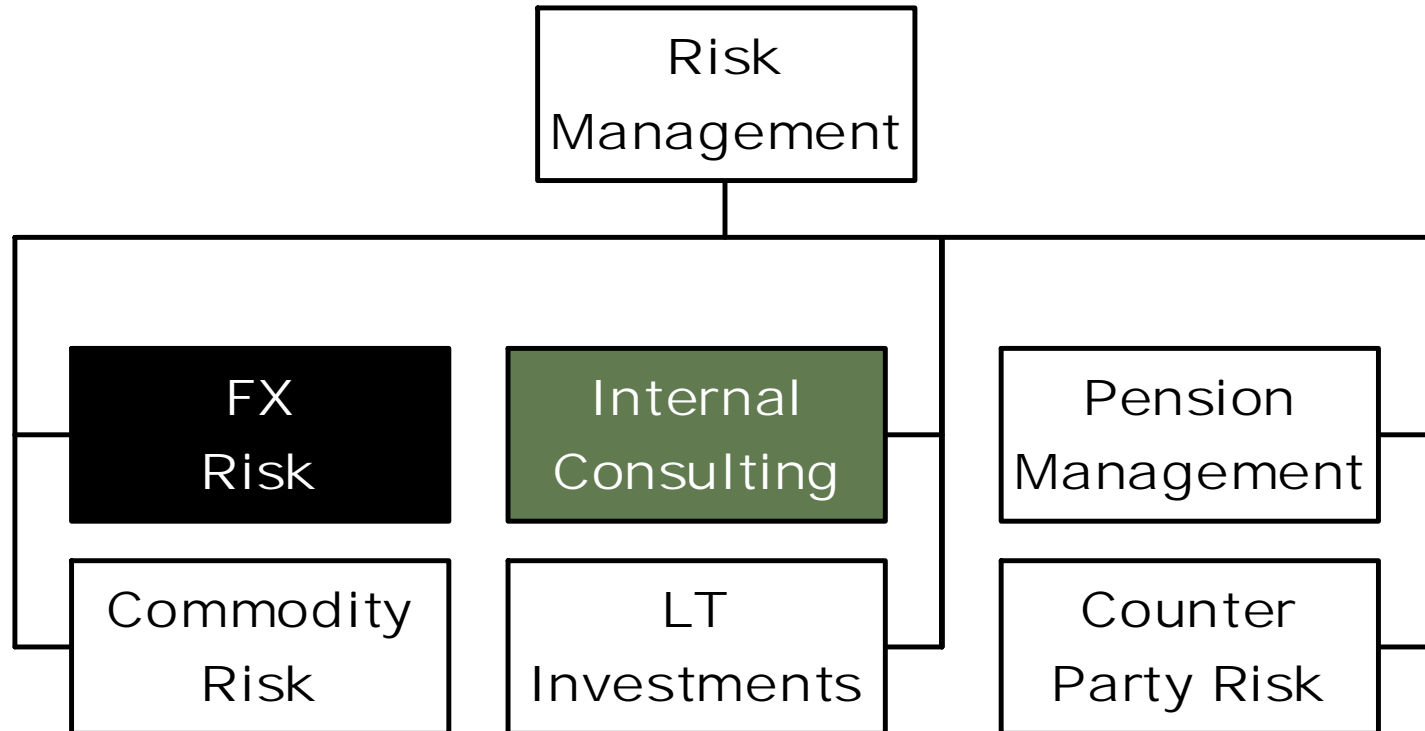 Risk
Management
FX
Risk
Internal
Consulting
Pension
Management
Commodity
Risk
LT
Investments
Counter
Party Risk